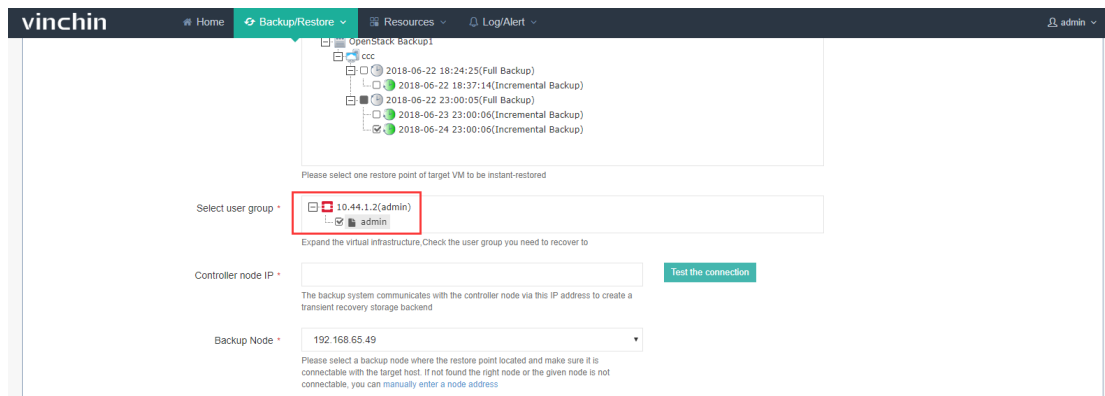 vinchin Home Backup/Restore Resources Log/Alert admin
OpenStack Backup1
ccc
2018-06-22 18:24:25(Full Backup)
2018-06-22 18:37:14(Incremental Backup)
2018-06-22 23:00:05(Full Backup)
2018-06-23 23:00:06(Incremental Backup)
2018-06-24 23:00:06(Incremental Backup)
Please select one restore point of target VM to be instant-restored
Select user group * 10.44.1.2(admin)
admin
Expand the virtual infrastructure,Check the user group you need to recover to
Controller node IP * Test the connection
The backup system communicates with the controller node via this IP address to create a
transient recovery storage backend
Backup Node * 192.168.65.49
Please select a backup node where the restore point located and make sure it is
connectable with the target host. If not found the right node or the given node is not
connectable, you can manually enter a node address